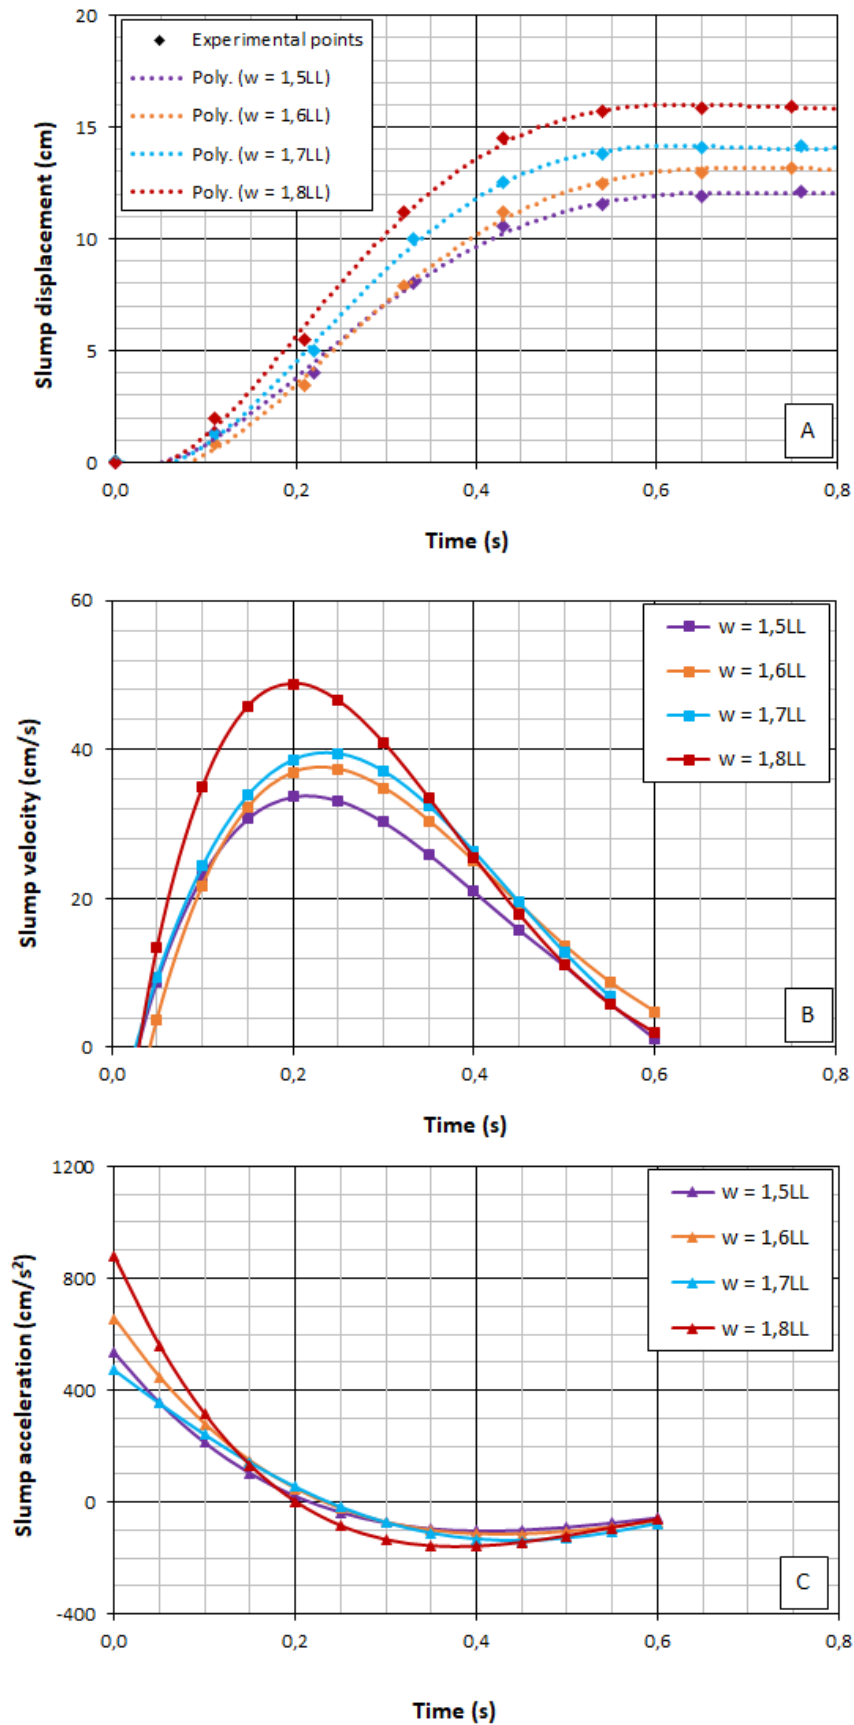 20
15
10
5
0
Slump displacement (cm)
Experimental points
Poly. (w = 1,5LL)
Poly. (w = 1,6LL)
Poly. (w = 1,7LL)
Poly. (w = 1,8LL)
A
0,0 0,2 0,4 0,6 0,8
Time (s)
60
40
20
0
Slump velocity (cm/s)
w = 1,5LL
w = 1,6LL
w = 1,7LL
w = 1,8LL
B
0,0 0,2 0,4 0,6 0,8
Time (s)
1200
800
400
0
-400
Slump acceleration (cm/s²)
w = 1,5LL
w = 1,6LL
w = 1,7LL
w = 1,8LL
C
0,0 0,2 0,4 0,6 0,8
Time (s)